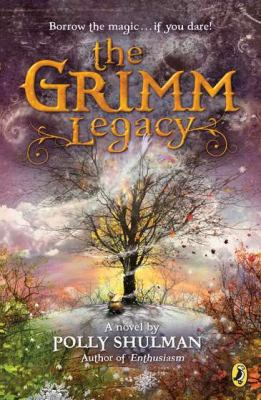 Borrow the magic...if you dare!
the
GRIMM
Legacy
A novel by
POLLY SHULMAN
Author of Enthusiasm